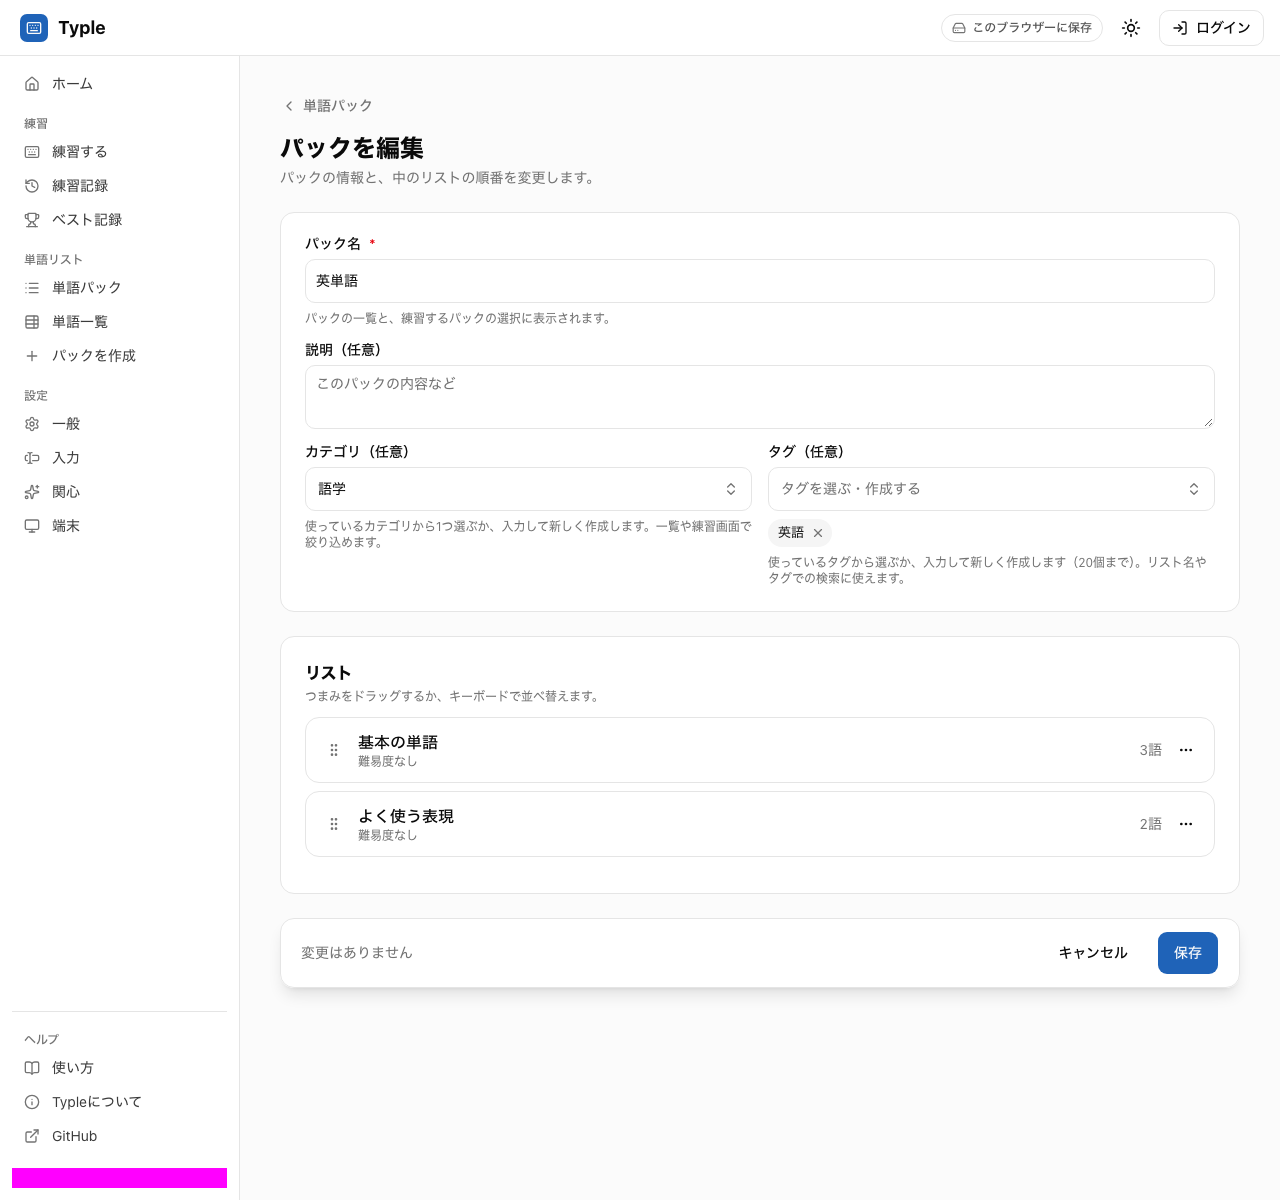 Typle
このブラウザーに保存
ログイン
ホーム
練習
練習する
練習記録
ベスト記録
単語リスト
単語パック
単語一覧
パックを作成
設定
一般
入力
関心
端末
ヘルプ
使い方
Typleについて
GitHub
単語パック
パックを編集
パックの情報と、中のリストの順番を変更します。
パック名 *
英単語
パックの一覧と、練習するパックの選択に表示されます。
説明（任意）
このパックの内容など
カテゴリ（任意）
語学
使っているカテゴリから1つ選ぶか、入力して新しく作成します。一覧や練習画面で
絞り込めます。
タグ（任意）
タグを選ぶ・作成する
英語
使っているタグから選ぶか、入力して新しく作成します（20個まで）。リスト名や
タグでの検索に使えます。
リスト
つまみをドラッグするか、キーボードで並べ替えます。
基本の単語
難易度なし
3語
よく使う表現
難易度なし
2語
変更はありません
キャンセル
保存